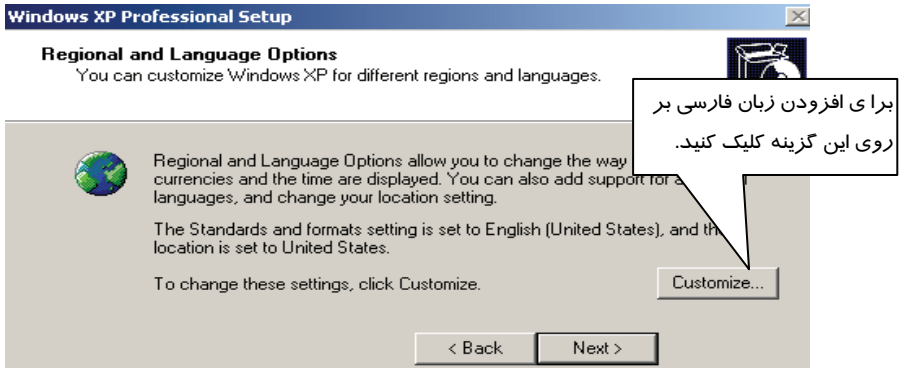 Windows XP Professional Setup
Regional and Language Options
You can customize Windows XP for different regions and languages.
برا ی افزودن زبان فارسی بر
روی این گزینه کلیک کنید.
Regional and Language Options allow you to change the way
currencies and the time are displayed. You can also add support for
languages, and change your location setting.
The Standards and formats setting is set to English (United States), and
location is set to United States.
To change these settings, click Customize.
Customize...
< Back
Next >